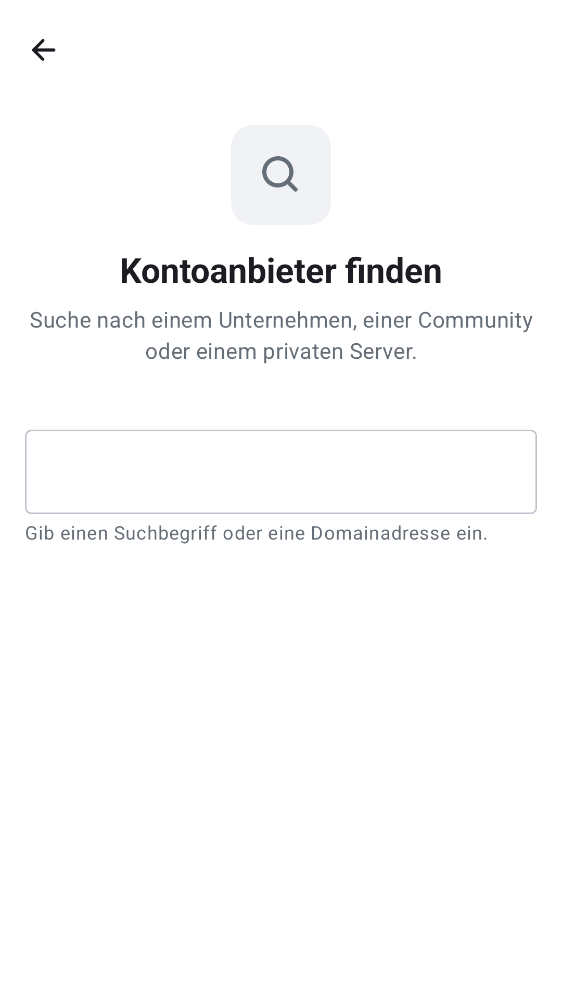 Kontoanbieter finden
Suche nach einem Unternehmen, einer Community
oder einem privaten Server.
Gib einen Suchbegriff oder eine Domainadresse ein.